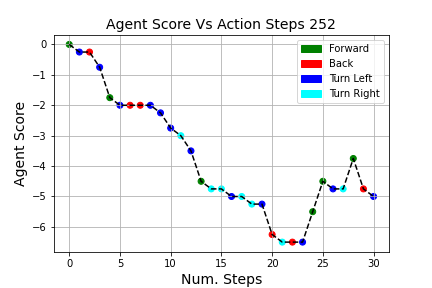 Agent Score Vs Action Steps 252
Agent Score
0
−1
−2
−3
−4
−5
−6
Forward
Back
Turn Left
Turn Right
0 5 10 15 20 25 30
Num. Steps